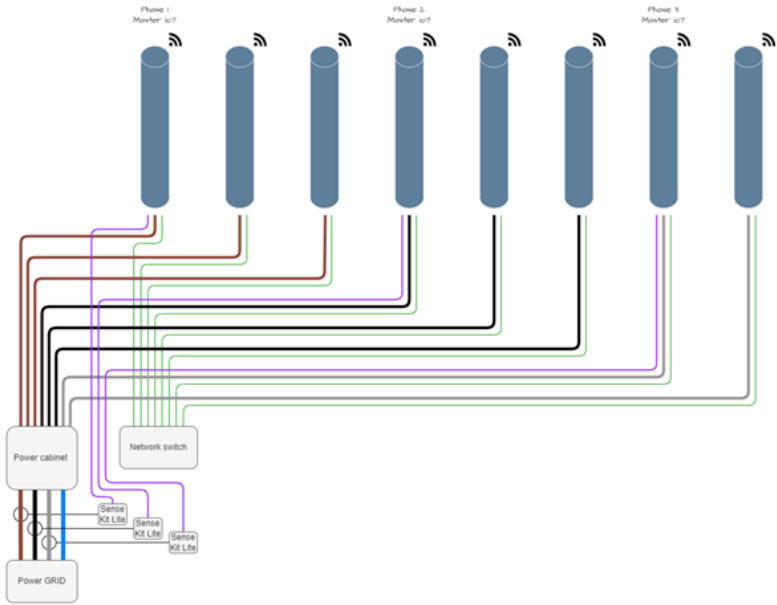 Phase 1
Master io7
Phase 2
Master io7
Phase 3
Master io7
Power cabinet
Network switch
Sense
Kit Lite
Sense
Kit Lite
Sense
Kit Lite
Power GRID